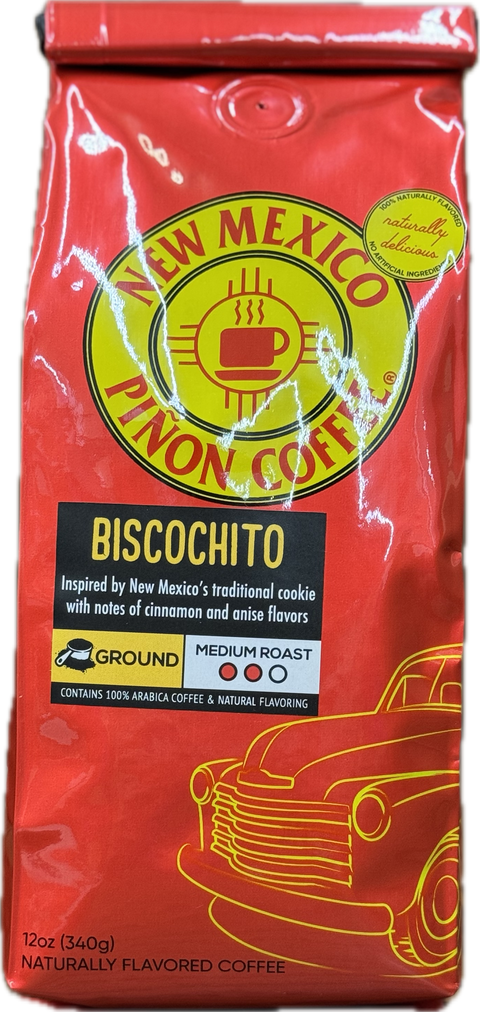 100% NATURALLY FLAVORED
naturally
delicious
NO ARTIFICIAL INGREDIENTS
NEW MEXICO
PIÑON COFFEE®
BISCOCHITO
Inspired by New Mexico's traditional cookie
with notes of cinnamon and anise flavors
GROUND
MEDIUM ROAST
CONTAINS 100% ARABICA COFFEE & NATURAL FLAVORING
12oz (340g)
NATURALLY FLAVORED COFFEE